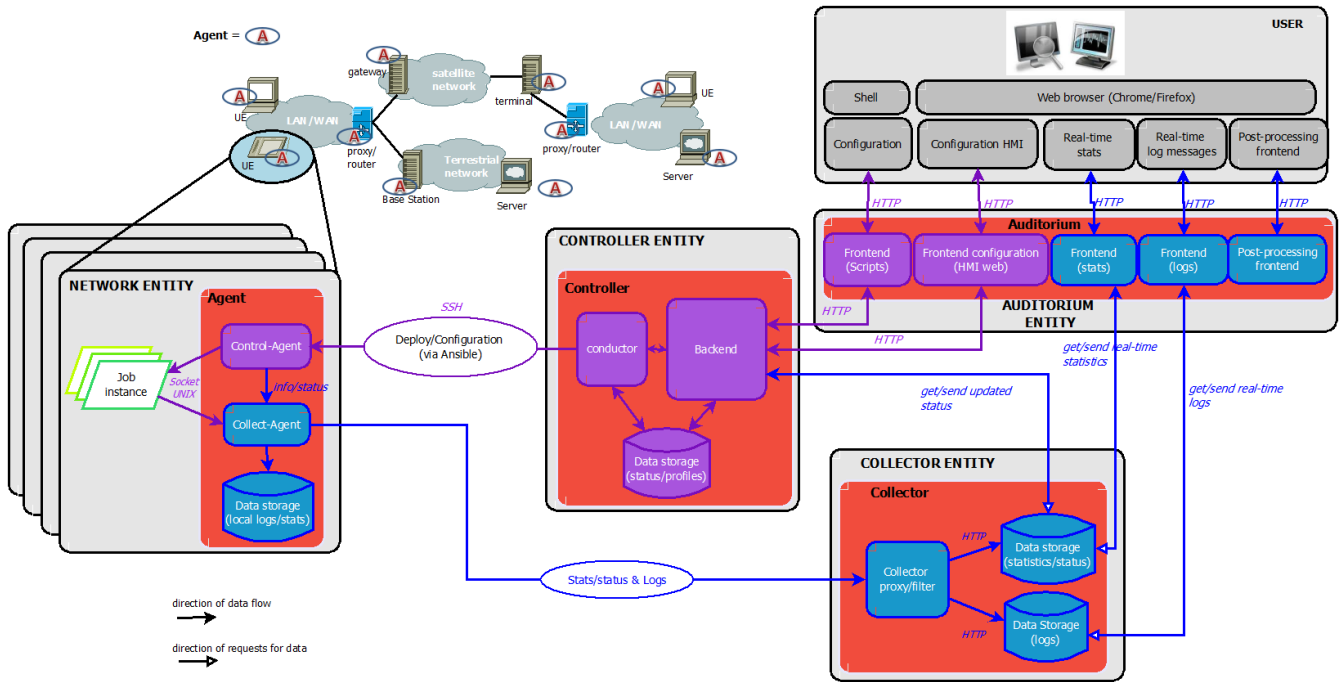 Agent =
A
A
gateway
satellite
network
A
terminal
A
UE
A
UE
LAN/WAN
A
proxy/
router
A
proxy/router
LAN/WAN
A
Server
A
UE
A
Base Station
Terrestrial
network
Server
A
USER
Shell
Web browser (Chrome/Firefox)
Configuration
Configuration HMI
Real-time
stats
Real-time
log messages
Post-processing
frontend
HTTP
HTTP
HTTP
HTTP
HTTP
Auditorium
Frontend
(Scripts)
Frontend configuration
(HMI web)
Frontend
(stats)
Frontend
(logs)
Post-processing
frontend
AUDITORIUM
ENTITY
HTTP
HTTP
get/send real-time
statistics
get/send updated
status
get/send real-time
logs
CONTROLLER ENTITY
Controller
conductor
Backend
Data storage
(status/profiles)
SSH
Deploy/Configuration
(via Ansible)
NETWORK ENTITY
Agent
Control-Agent
Job
instance
Socket
UNIX
info/status
Collect-Agent
Data storage
(local logs/stats)
Stats/status & Logs
COLLECTOR ENTITY
Collector
Collector
proxy/filter
HTTP
HTTP
Data storage
(statistics/status)
Data Storage
(logs)
direction of data flow
direction of requests for data